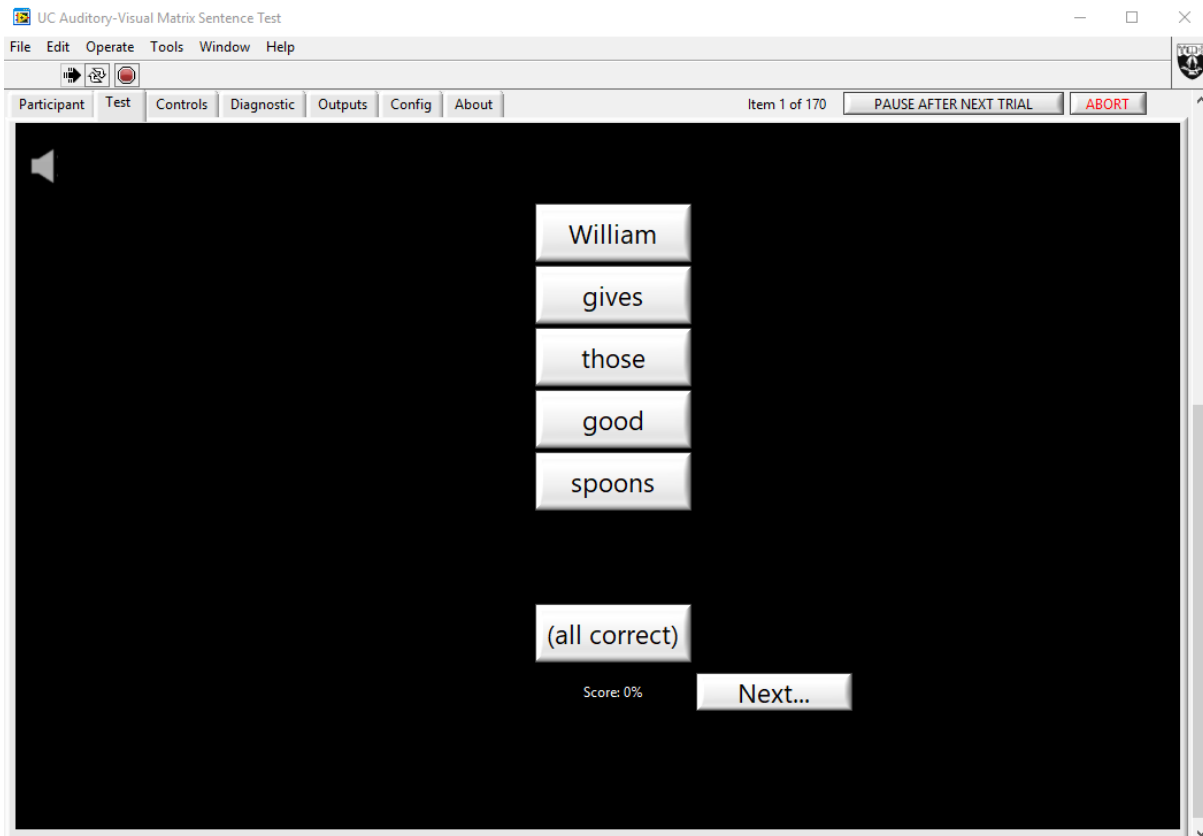 UC Auditory-Visual Matrix Sentence Test
File Edit Operate Tools Window Help
Participant Test Controls Diagnostic Outputs Config About Item 1 of 170 PAUSE AFTER NEXT TRIAL ABORT
William
gives
those
good
spoons
(all correct)
Score: 0% Next...